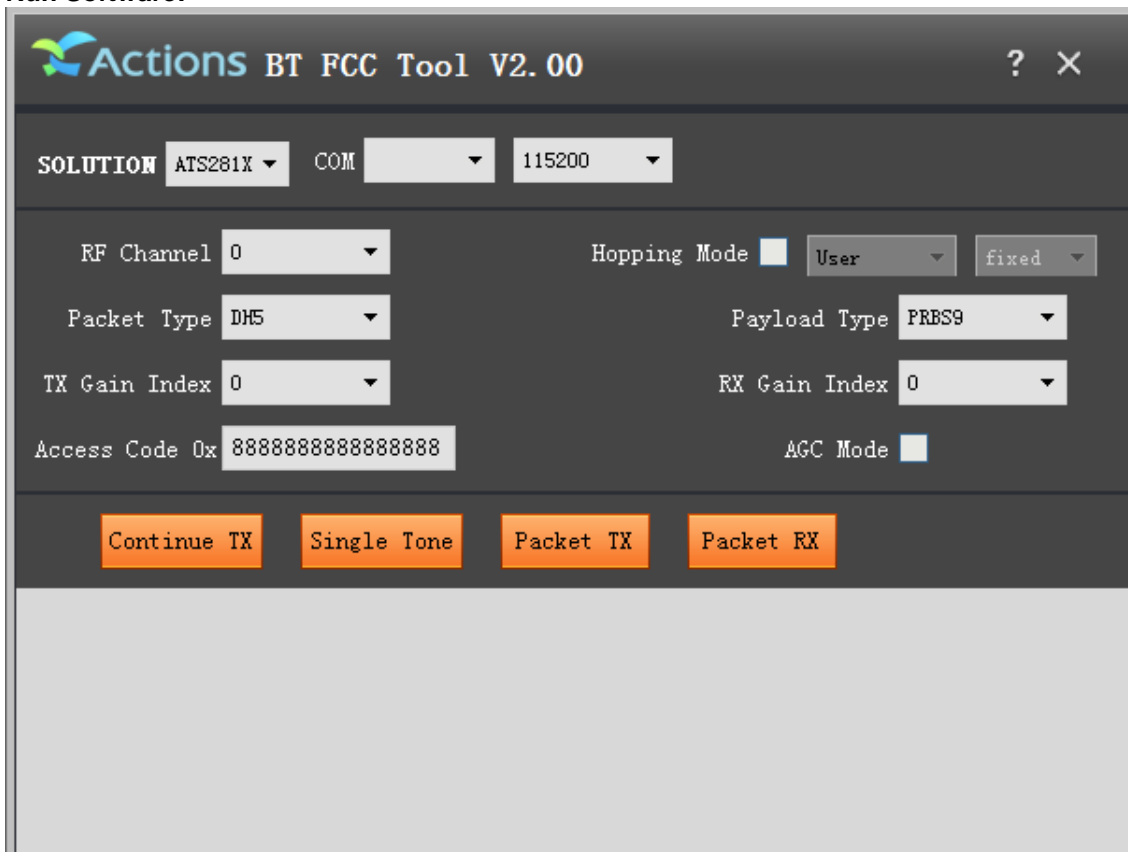 Run Software:
Actions BT FCC Tool V2.00 ? ×
SOLUTION ATS281X COM 115200
RF Channel 0 Hopping Mode User fixed
Packet Type DH5 Payload Type PRBS9
TX Gain Index 0 RX Gain Index 0
Access Code 0x 8888888888888888 AGC Mode
Continue TX Single Tone Packet TX Packet RX